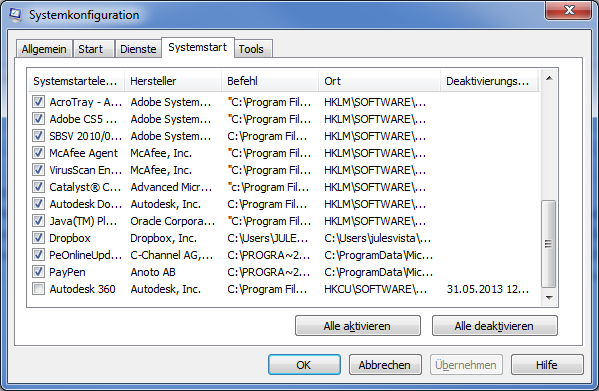 Systemkonfiguration
Allgemein Start Dienste Systemstart Tools
Systemstartele... Hersteller Befehl Ort Deaktivierungs...
AcroTray - A... Adobe System... "C:\Program Fil... HKLM\SOFTWARE\...
Adobe CS5 ... Adobe System... "C:\Program Fil... HKLM\SOFTWARE\...
SBSV 2010/0... Adobe System... C:\Program Fil... HKLM\SOFTWARE\...
McAfee Agent McAfee, Inc. "C:\Program Fil... HKLM\SOFTWARE\...
VirusScan En... McAfee, Inc. "C:\Program Fil... HKLM\SOFTWARE\...
Catalyst® C... Advanced Micr... "c:\Program Fil... HKLM\SOFTWARE\...
Autodesk Do... Autodesk, Inc. "C:\Program Fil... HKLM\SOFTWARE\...
Java(TM) Pl... Oracle Corpora... "C:\Program Fil... HKLM\SOFTWARE\...
Dropbox Dropbox, Inc. C:\Users\JULE... C:\Users\julesvista\...
PeOnlineUpd... C-Channel AG,... C:\PROGRA~2... C:\ProgramData\Mic...
PayPen Anoto AB C:\PROGRA~2... C:\ProgramData\Mic...
Autodesk 360 Autodesk, Inc. C:\Program Fil... HKCU\SOFTWARE\... 31.05.2013 12...
Alle aktivieren Alle deaktivieren
OK Abbrechen Übernehmen Hilfe